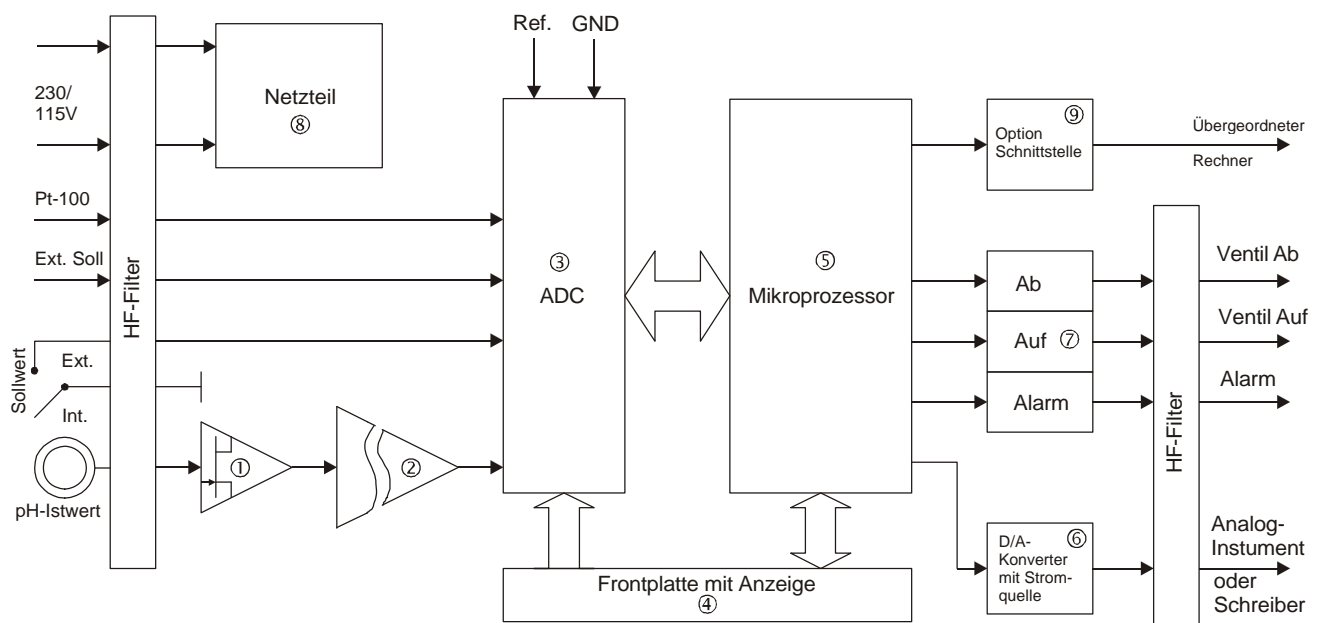 Ref. GND
230/
115V
Netzteil
⑧
⑨
Option
Schnittstelle
Übergeordneter
Rechner
Pt-100
Ext. Soll
HF-Filter
③
ADC
⑤
Mikroprozessor
Ab
Auf ⑦
Alarm
HF-Filter
Ventil Ab
Ventil Auf
Alarm
Sollwert
Ext.
Int.
pH-Istwert
①
②
Frontplatte mit Anzeige
④
D/A- ⑥
Konverter
mit Strom-
quelle
Analog-
Instument
oder
Schreiber